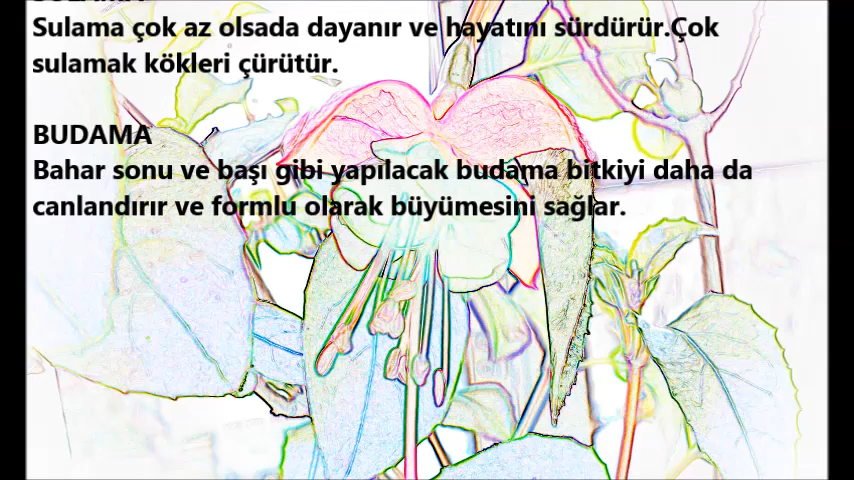 Sulama çok az olsada dayanır ve hayatını sürdürür.Çok
sulamak kökleri çürütür.
BUDAMA
Bahar sonu ve başı gibi yapılacak budama bitkiyi daha da
canlandırır ve formlu olarak büyümesini sağlar.